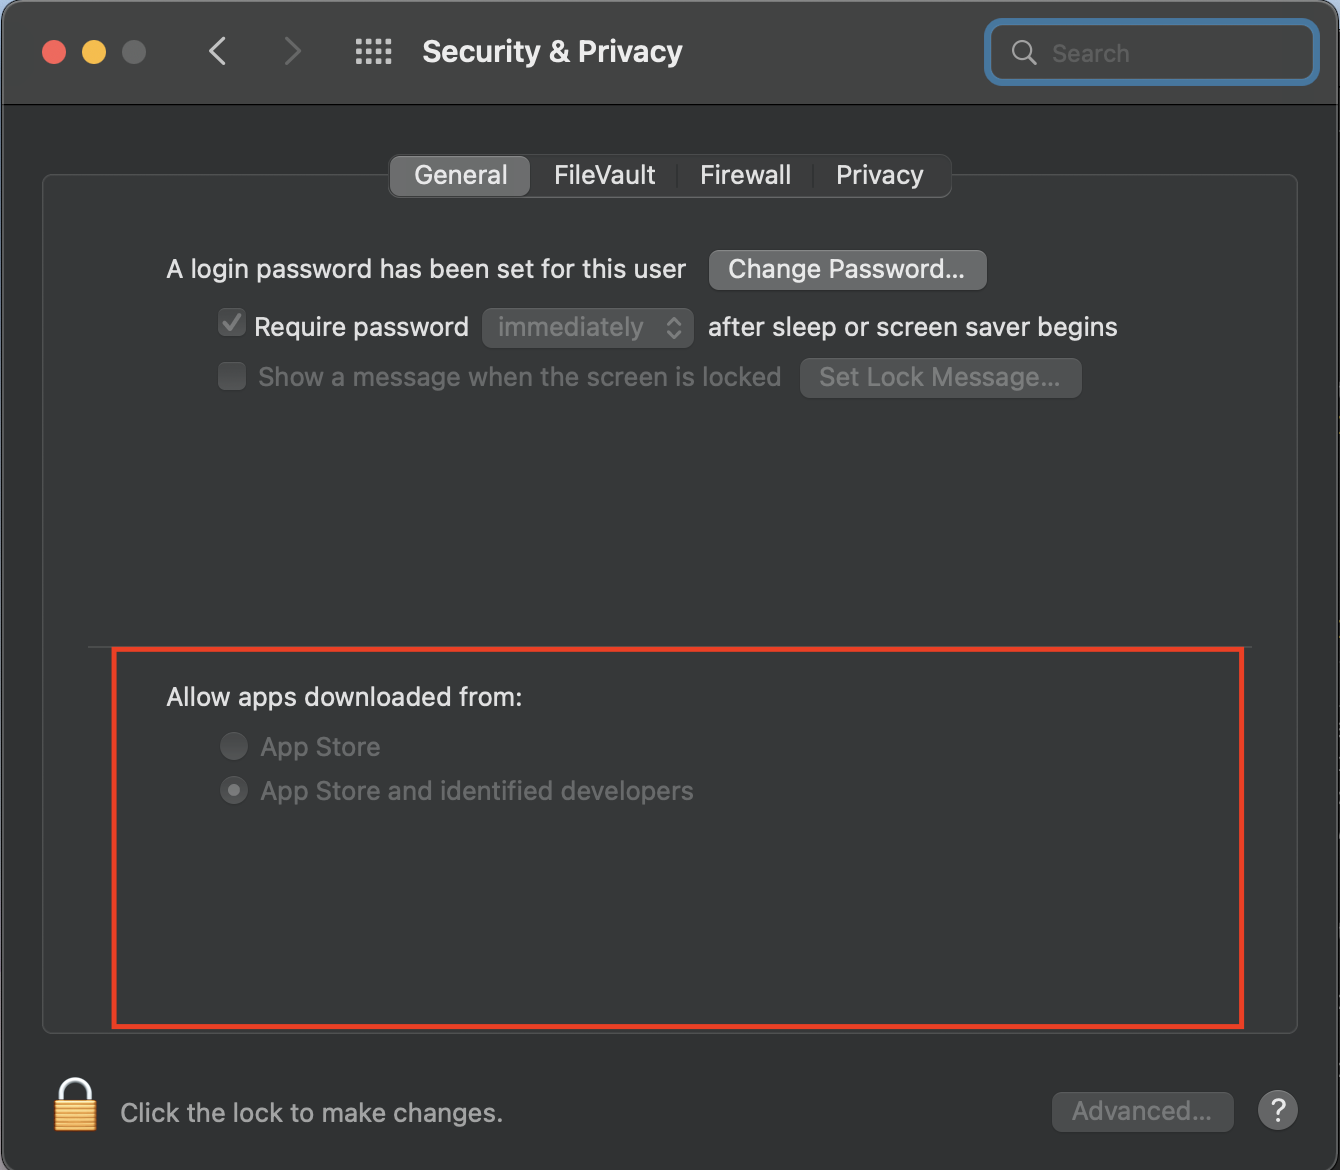 Security & Privacy
Search
General FileVault Firewall Privacy
A login password has been set for this user Change Password...
Require password immediately after sleep or screen saver begins
Show a message when the screen is locked Set Lock Message...
Allow apps downloaded from:
App Store
App Store and identified developers
Click the lock to make changes.
Advanced... ?